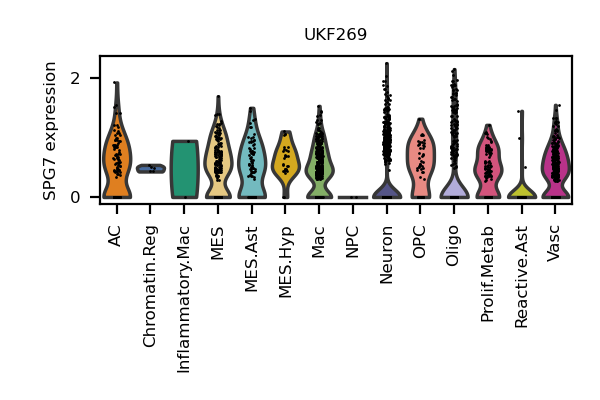 UKF269
SPG7 expression
2
0
AC
Chromatin.Reg
Inflammatory.Mac
MES
MES.Ast
MES.Hyp
Mac
NPC
Neuron
OPC
Oligo
Prolif.Metab
Reactive.Ast
Vasc